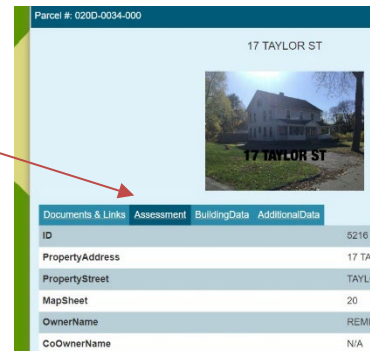 Parcel #: 020D-0034-000
17 TAYLOR ST
17 TAYLOR ST
Documents & Links Assessment BuildingData AdditionalData
ID 5216
PropertyAddress 17 TA
PropertyStreet TAYL
MapSheet 20
OwnerName REM
CoOwnerName N/A